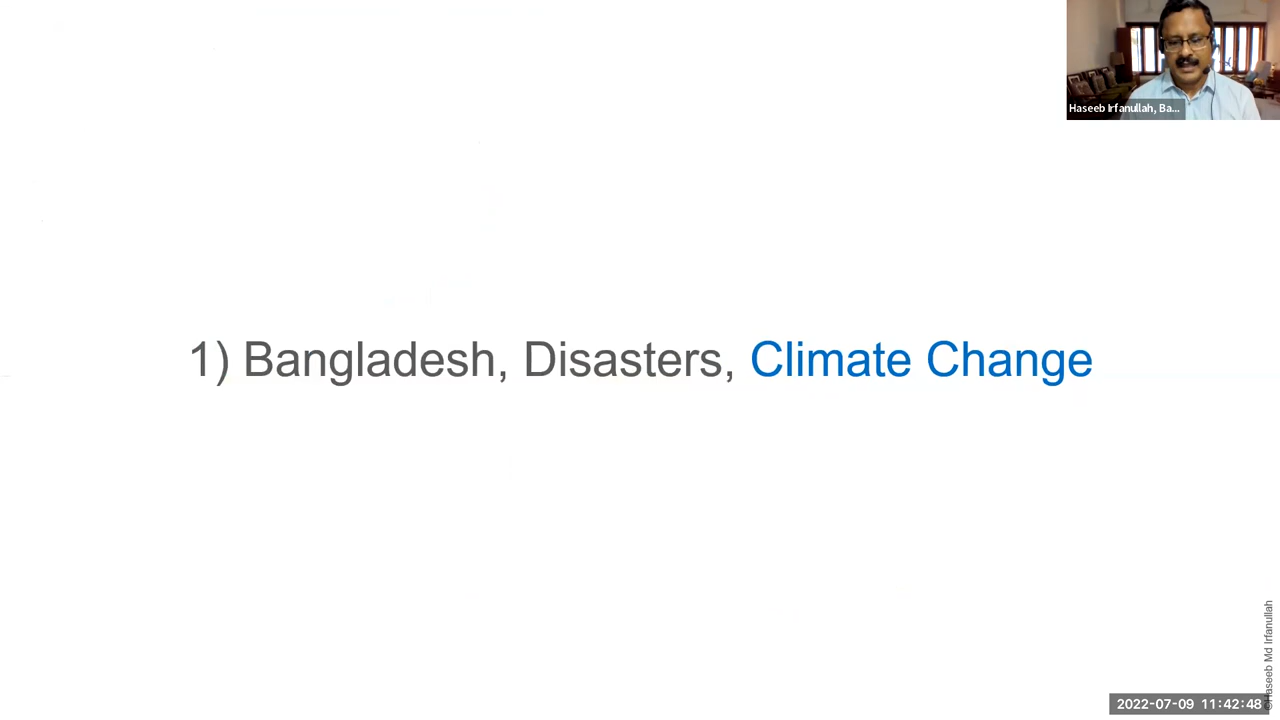 Haseeb Irfanullah, Ba...
1) Bangladesh, Disasters, Climate Change
©Haseeb Md Irfanullah
2022-07-09 11:42:48